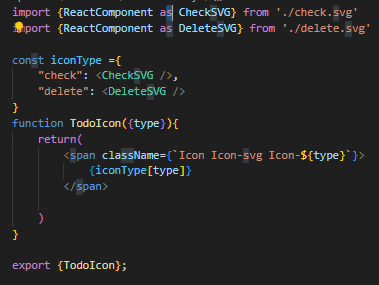 import {ReactComponent as CheckSVG} from './check.svg'
import {ReactComponent as DeleteSVG} from './delete.svg'
const iconType ={
"check": <CheckSVG />,
"delete": <DeleteSVG />
}
function TodoIcon({type}){
return(
<span className={`Icon Icon-svg Icon-${type}`}>
{iconType[type]}
</span>
)
}
export {TodoIcon};